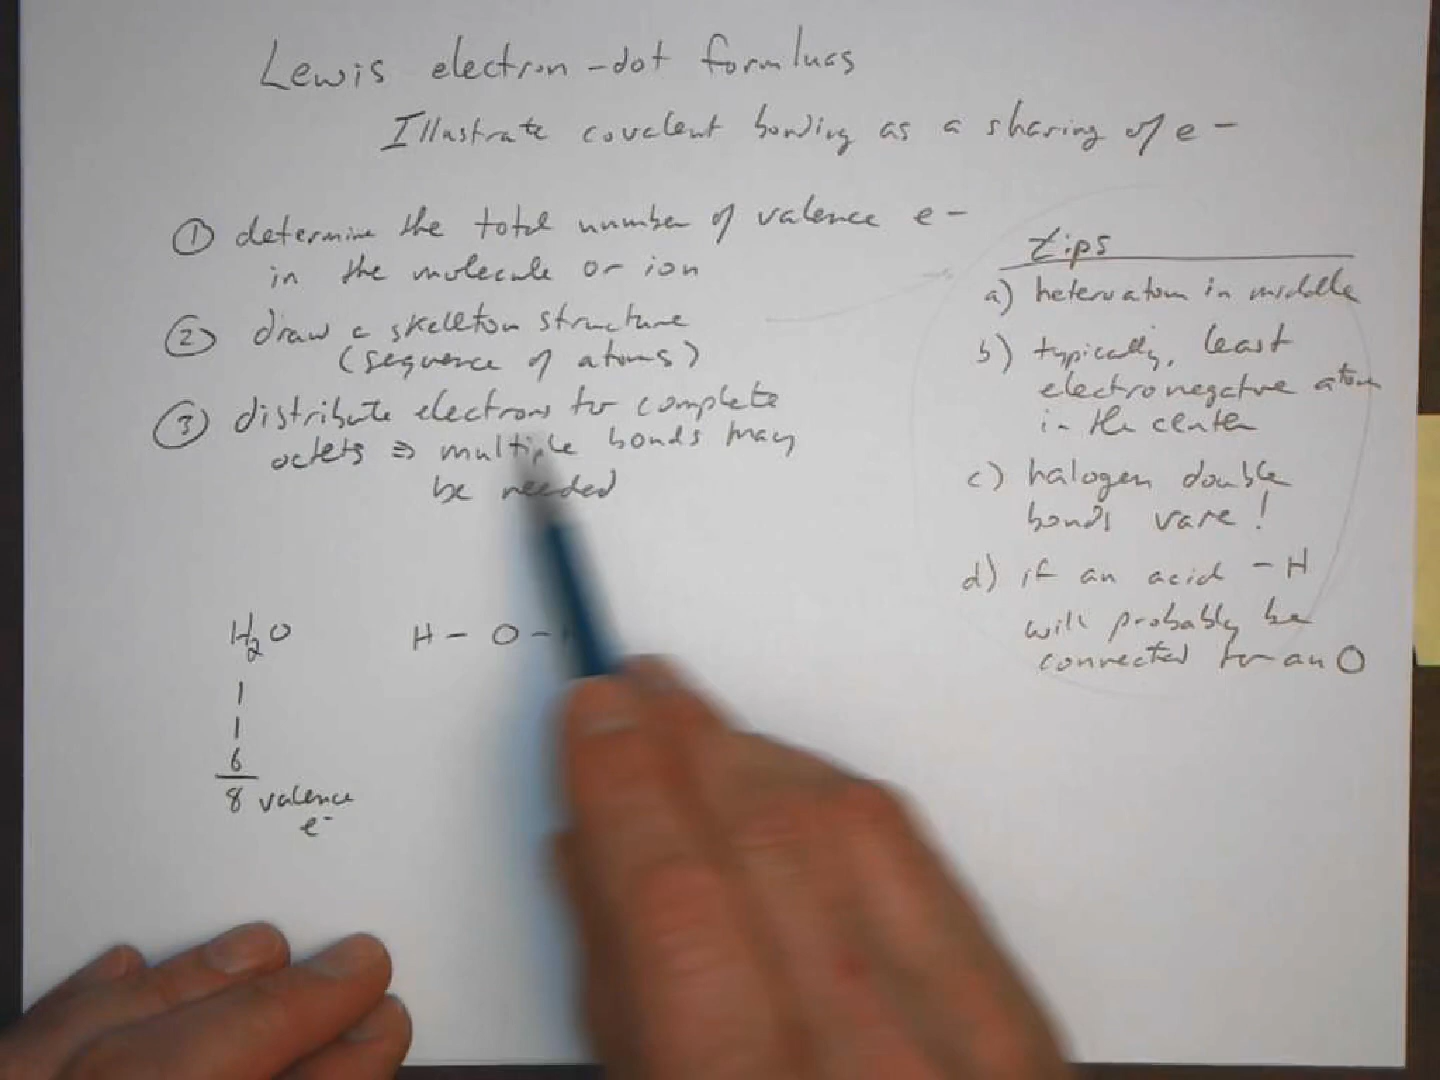 Lewis electron-dot formulas
Illustrate covalent bonding as a sharing of e-
① determine the total number of valence e-
in the molecule or ion
② draw a skeleton structure
(sequence of atoms)
③ distribute electrons to complete
octets ⇒ multiple bonds may
be needed
tips
a) heteroatom in middle
b) typically, least
electronegative atom
in the center
c) halogen double
bonds rare!
d) if an acid - H
will probably be
connected to an O
H₂O
1
1
6
8 valence
e-
H - O -